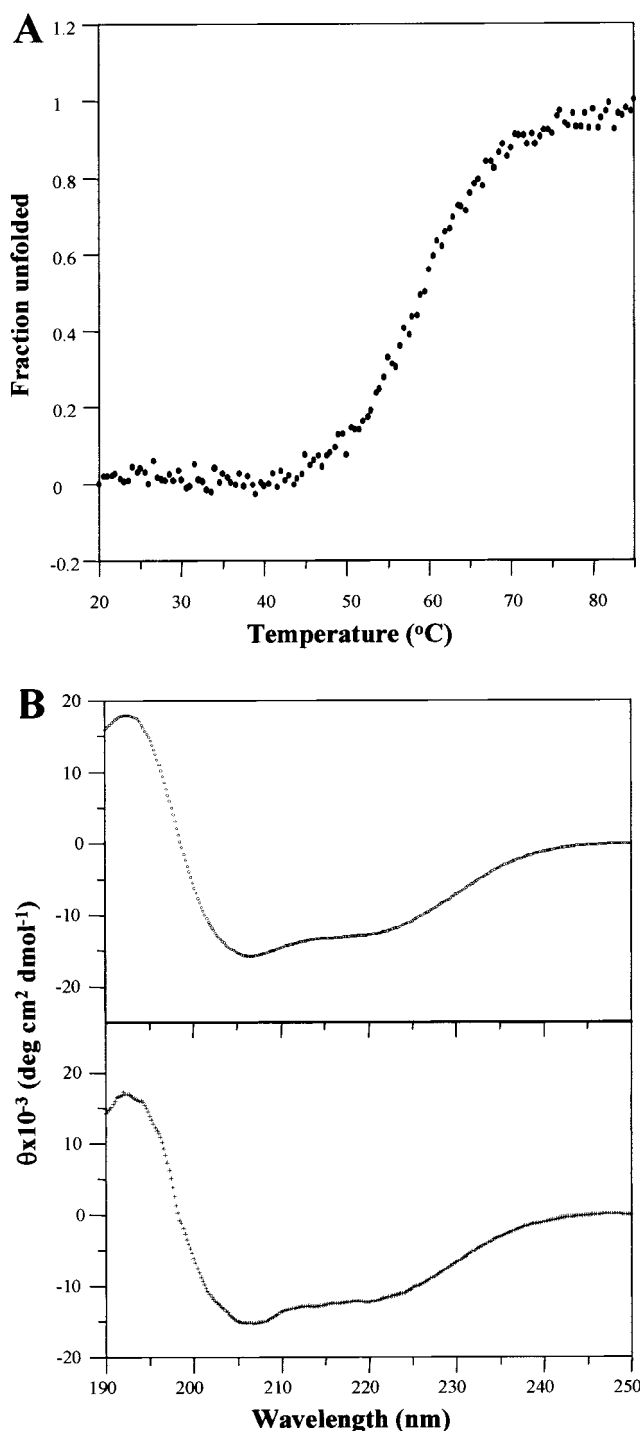 A
1.2
1
0.8
0.6
0.4
0.2
0
-0.2
Fraction unfolded
20 30 40 50 60 70 80
Temperature (°C)
B
20
10
0
-10
-20
20
10
0
-10
-20
θx10⁻³ (deg cm² dmol⁻¹)
190 200 210 220 230 240 250
Wavelength (nm)